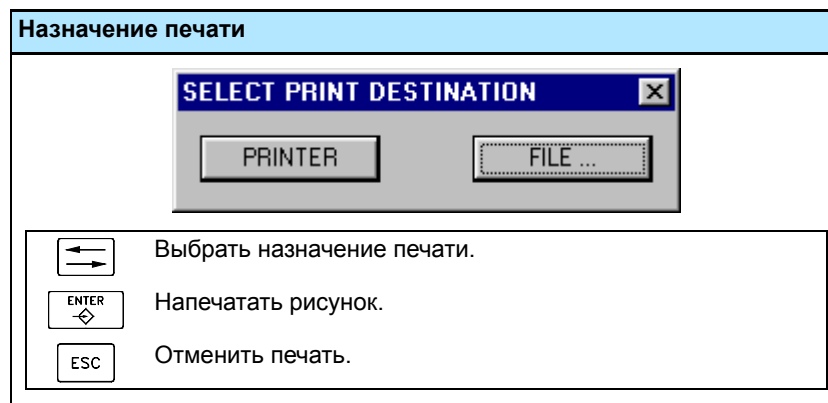 Назначение печати
SELECT PRINT DESTINATION
PRINTER FILE ...
Выбрать назначение печати.
ENTER Напечатать рисунок.
ESC Отменить печать.